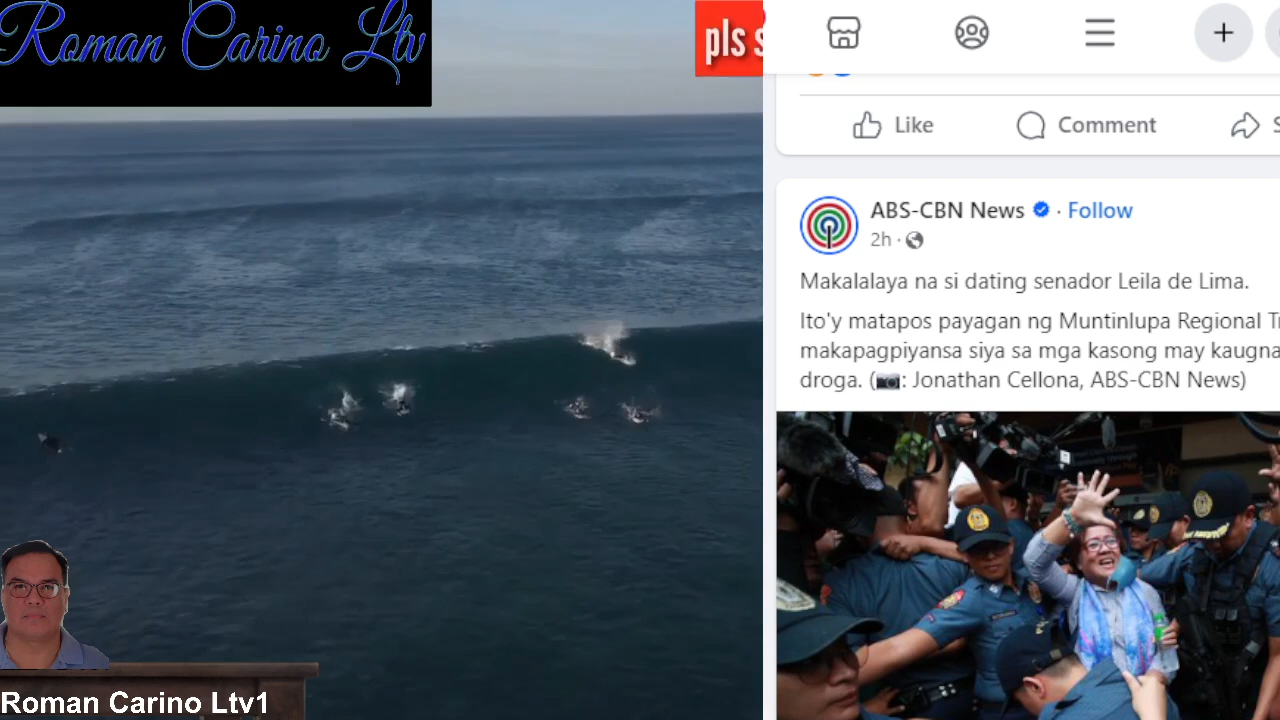 Roman Carino Ltv
pls s
Like
Comment
ABS-CBN News · Follow
2h ·
Makalalaya na si dating senador Leila de Lima.
Ito'y matapos payagan ng Muntinlupa Regional T
makapagpiyansa siya sa mga kasong may kaugna
droga. (📷: Jonathan Cellona, ABS-CBN News)
Roman Carino Ltv1